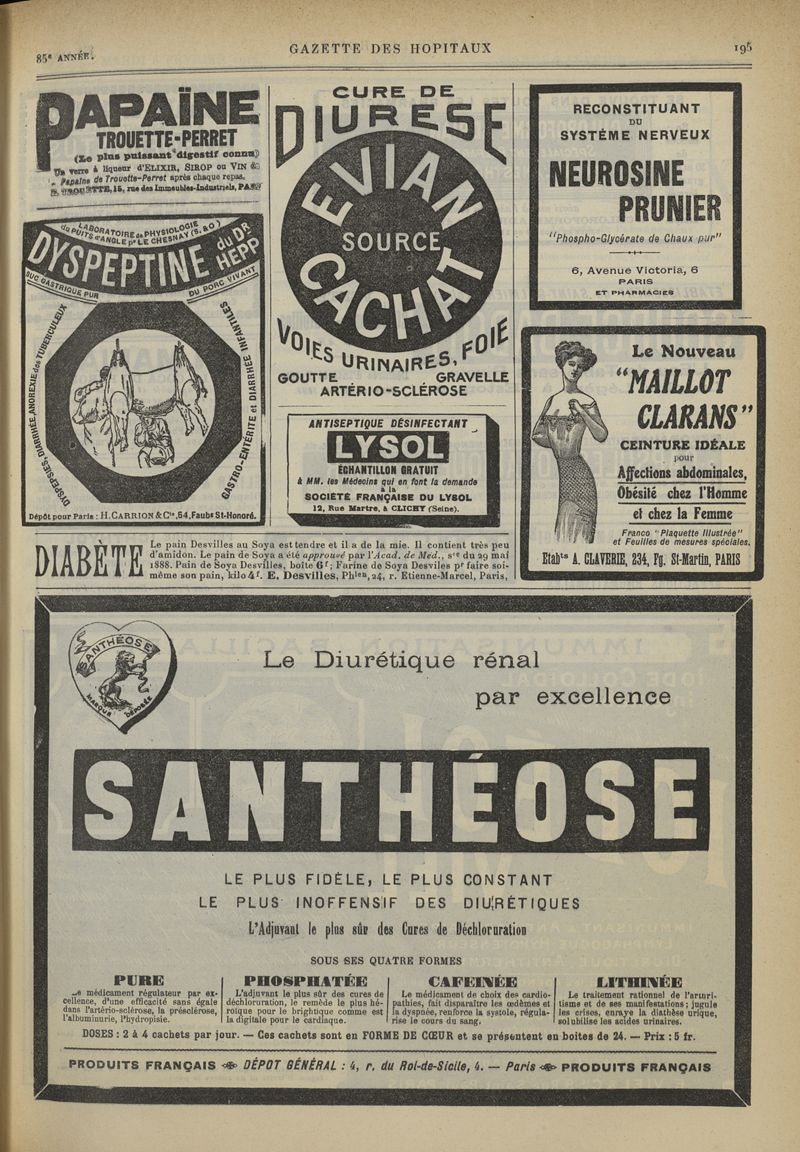 85e ANNÉE.
GAZETTE DES HOPITAUX
195
PAPAÏNE
TROUETTE-PERRET
(Le plus puissant digestif connu)
Un verre à liqueur d'ELIXIR, SIROP ou VIN de
Papaïne de Trouette-Perret après chaque repas.
E. TROUETTE, 15, rue des Immeubles-Industriels, PARIS
LABORATOIRE de PHYSIOLOGIE
du PUITS d'ANGLE pr LE CHESNAY (S. & O)
DYSPEPTINE du DR HEPP
SUC GASTRIQUE PUR DU PORC VIVANT
DYSPEPSIES, DIARRHÉE, ANOREXIE des TUBERCULEUX
GASTRO-ENTÉRITE et DIARRHÉE INFANTILES
Dépôt pour Paris : H. CARRION & Cie, 54, Faubg St-Honoré.
CURE DE
DIURESE
EVIAN
SOURCE
CACHAT
VOIES URINAIRES, FOIE
GOUTTE GRAVELLE
ARTÉRIO-SCLÉROSE
ANTISEPTIQUE DÉSINFECTANT
LYSOL
ÉCHANTILLON GRATUIT
à MM. les Médecins qui en font la demande
à la
SOCIÉTÉ FRANÇAISE DU LYSOL
12, Rue Martre, à CLICHY (Seine).
RECONSTITUANT
DU
SYSTÈME NERVEUX
NEUROSINE
PRUNIER
"Phospho-Glycérate de Chaux pur"
6, Avenue Victoria, 6
PARIS
ET PHARMACIES
Le Nouveau
"MAILLOT
CLARANS"
CEINTURE IDÉALE
pour
Affections abdominales,
Obésité chez l'Homme
et chez la Femme
Franco "Plaquette Illustrée"
et Feuilles de mesures spéciales.
Etabts A. CLAVERIE, 234, Fg. St-Martin, PARIS
DIABÈTE
Le pain Desvilles au Soya est tendre et il a de la mie. Il contient très peu
d'amidon. Le pain de Soya a été approuvé par l'Acad. de Med., sce du 29 mai
1888. Pain de Soya Desvilles, boîte 6f; Farine de Soya Desviles pr faire soi-
même son pain, kilo 4f. E. Desvilles, Phien, 24, r. Etienne-Marcel, Paris,
SANTHÉOSE
MARQUE DÉPOSÉE
Le Diurétique rénal
par excellence
SANTHÉOSE
LE PLUS FIDÈLE, LE PLUS CONSTANT
LE PLUS INOFFENSIF DES DIURÉTIQUES
L'Adjuvant le plus sûr des Cures de Déchloruration
SOUS SES QUATRE FORMES
PURE
Le médicament régulateur par ex-
cellence, d'une efficacité sans égale
dans l'artério-sclérose, la présclérose,
l'albuminurie, l'hydropisie.
PHOSPHATÉE
L'adjuvant le plus sûr des cures de
déchloruration, le remède le plus hé-
roïque pour le brightique comme est
la digitale pour le cardiaque.
CAFEINÉE
Le médicament de choix des cardio-
pathies, fait disparaître les œdèmes et
la dyspnée, renforce la systole, régula-
rise le cours du sang.
LITHINÉE
Le traitement rationnel de l'arturi-
tisme et de ses manifestations ; jugule
les crises, enraye la diathèse urique,
solubilise les acides urinaires.
DOSES : 2 à 4 cachets par jour. — Ces cachets sont en FORME DE CŒUR et se présentent en boites de 24. — Prix : 5 fr.
PRODUITS FRANÇAIS DÉPOT GÉNÉRAL : 4, r. du Roi-de-Sicile, 4. — Paris PRODUITS FRANÇAIS